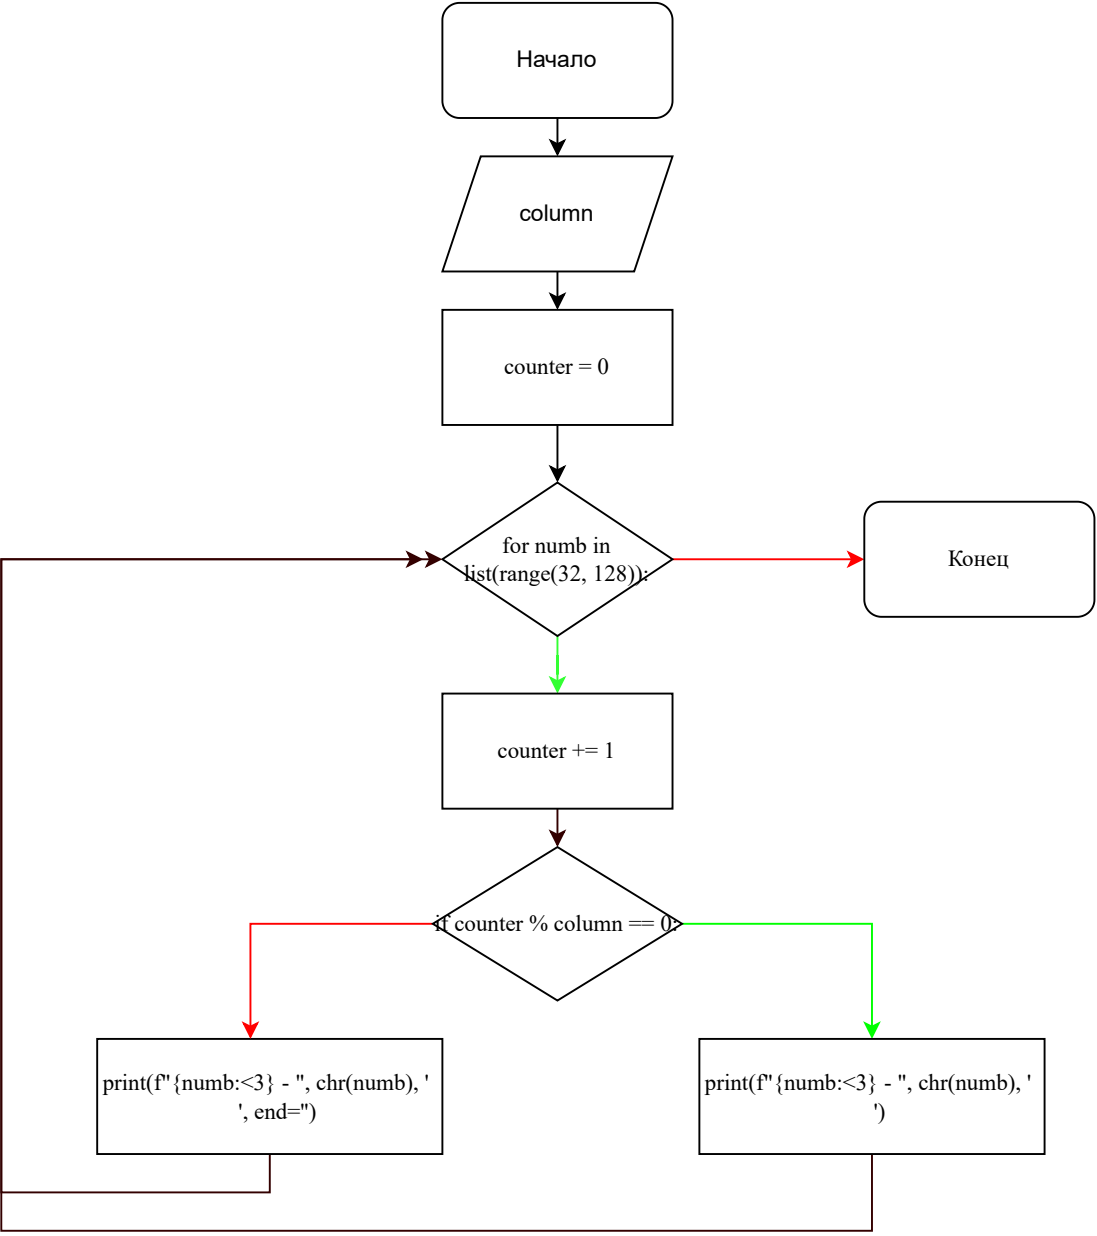 Начало
column
counter = 0
for numb in
list(range(32, 128)):
Конец
counter += 1
if counter % column == 0:
print(f"{numb:<3} - ", chr(numb), '
', end='')
print(f"{numb:<3} - ", chr(numb), '
')